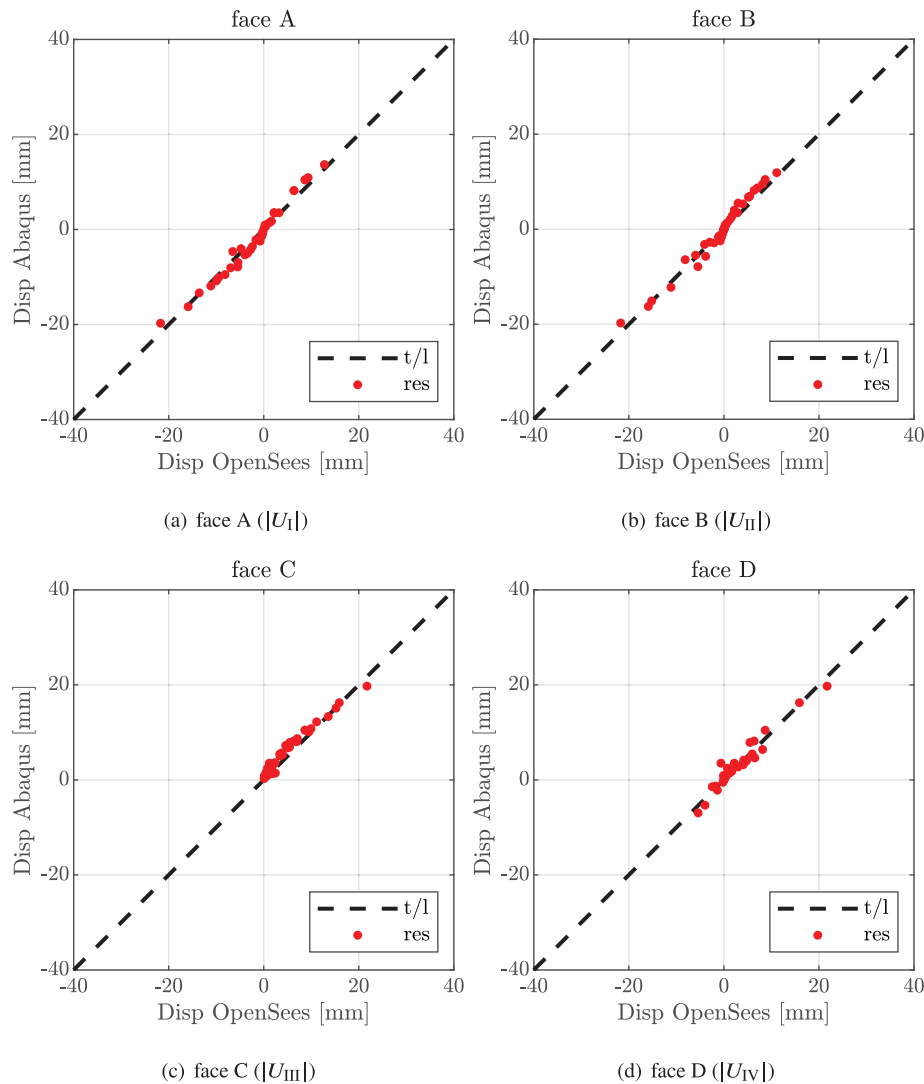 face A
40
20
0
-20
-40
-40 -20 0 20 40
Disp Abaqus [mm]
Disp OpenSees [mm]
t/l
res
(a) face A (|U_I|)
face B
40
20
0
-20
-40
-40 -20 0 20 40
Disp Abaqus [mm]
Disp OpenSees [mm]
t/l
res
(b) face B (|U_II|)
face C
40
20
0
-20
-40
-40 -20 0 20 40
Disp Abaqus [mm]
Disp OpenSees [mm]
t/l
res
(c) face C (|U_III|)
face D
40
20
0
-20
-40
-40 -20 0 20 40
Disp Abaqus [mm]
Disp OpenSees [mm]
t/l
res
(d) face D (|U_IV|)